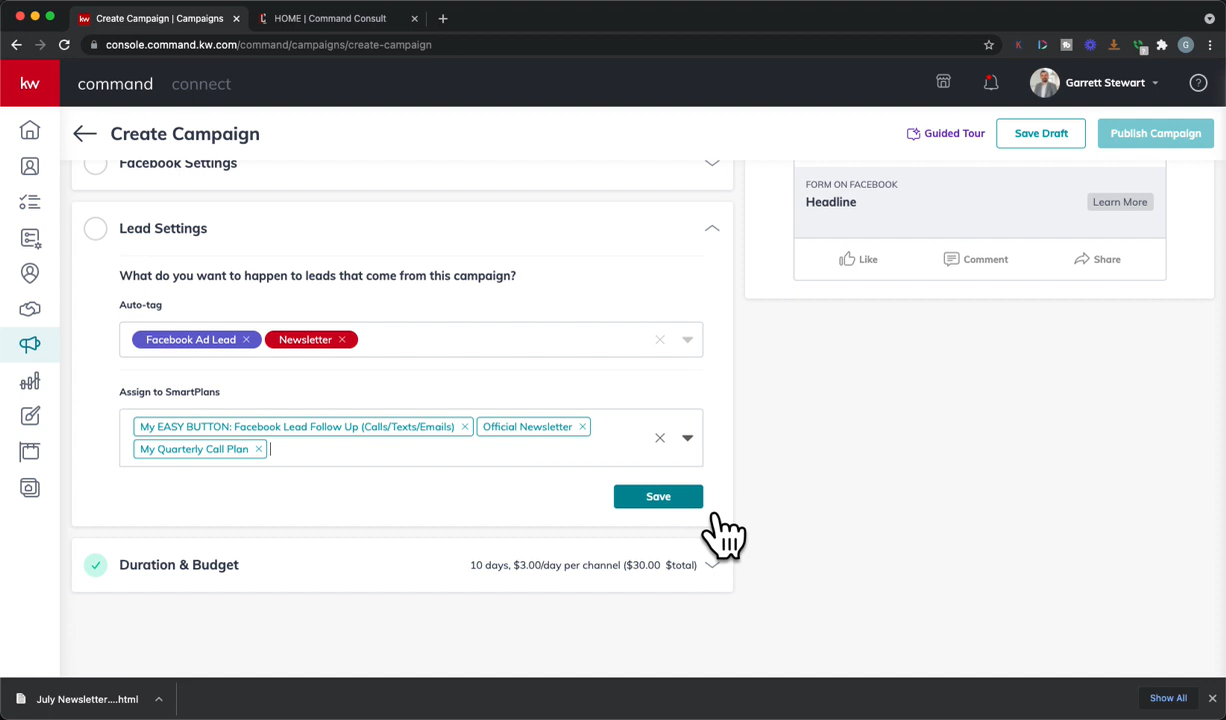 kw Create Campaign | Campaigns ×
HOME | Command Consult ×
console.command.kw.com/command/campaigns/create-campaign
kw
command
connect
Garrett Stewart
Create Campaign
Guided Tour
Save Draft
Publish Campaign
Facebook Settings
FORM ON FACEBOOK
Headline
Learn More
Like
Comment
Share
Lead Settings
What do you want to happen to leads that come from this campaign?
Auto-tag
Facebook Ad Lead ×
Newsletter ×
Assign to SmartPlans
My EASY BUTTON: Facebook Lead Follow Up (Calls/Texts/Emails) ×
Official Newsletter ×
My Quarterly Call Plan ×
Save
Duration & Budget
10 days, $3.00/day per channel ($30.00 $total)
July Newsletter....html
Show All